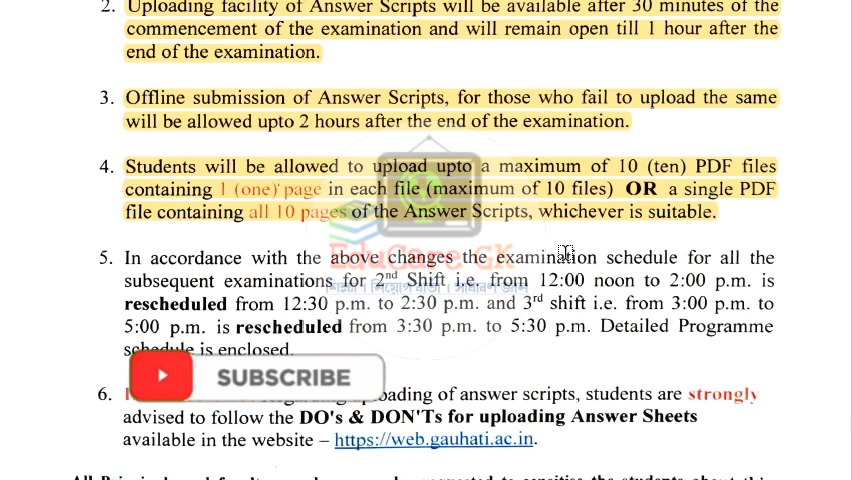 2. Uploading facility of Answer Scripts will be available after 30 minutes of the
commencement of the examination and will remain open till 1 hour after the
end of the examination.
3. Offline submission of Answer Scripts, for those who fail to upload the same
will be allowed upto 2 hours after the end of the examination.
4. Students will be allowed to upload upto a maximum of 10 (ten) PDF files
containing 1 (one) page in each file (maximum of 10 files) OR a single PDF
file containing all 10 pages of the Answer Scripts, whichever is suitable.
5. In accordance with the above changes the examination schedule for all the
EduCare GK
subsequent examinations for 2nd Shift i.e. from 12:00 noon to 2:00 p.m. is
rescheduled from 12:30 p.m. to 2:30 p.m. and 3rd shift i.e. from 3:00 p.m. to
5:00 p.m. is rescheduled from 3:30 p.m. to 5:30 p.m. Detailed Programme
schedule is enclosed.
SUBSCRIBE
6. of answer scripts, students are strongly
advised to follow the DO's & DON'Ts for uploading Answer Sheets
available in the website – https://web.gauhati.ac.in.